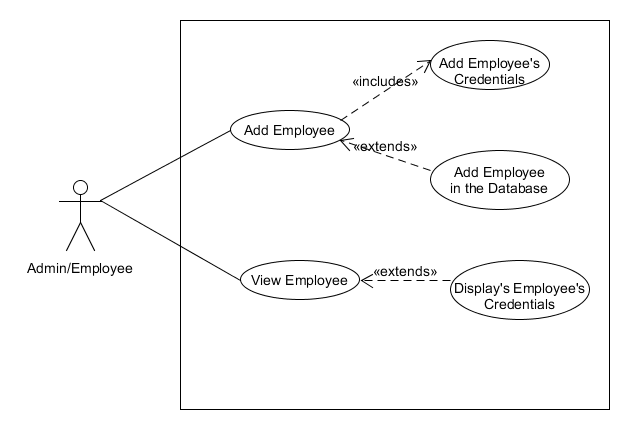 Add Employee's
Credentials
«includes»
Add Employee
«extends»
Add Employee
in the Database
Admin/Employee
View Employee
«extends»
Display's Employee's
Credentials